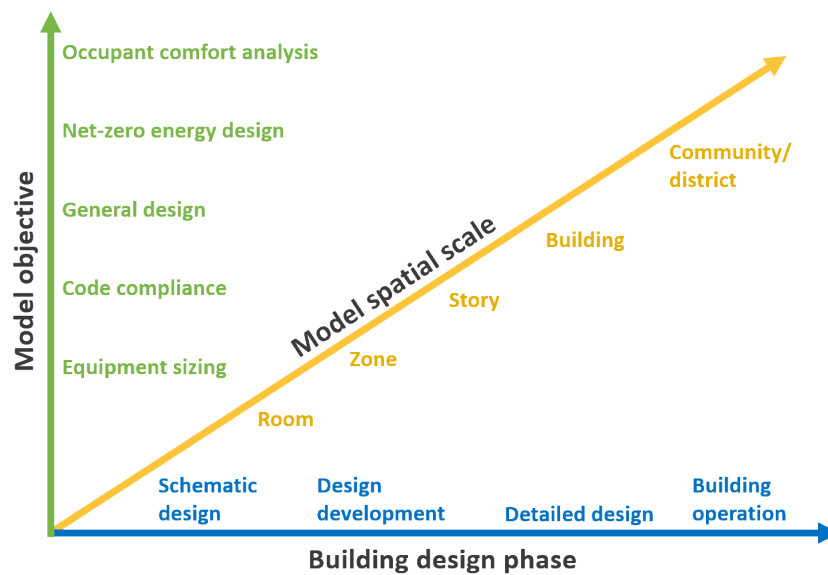 Occupant comfort analysis
Net-zero energy design
General design
Code compliance
Equipment sizing
Model objective
Model spatial scale
Community/
district
Building
Story
Zone
Room
Schematic
design
Design
development
Detailed design
Building
operation
Building design phase